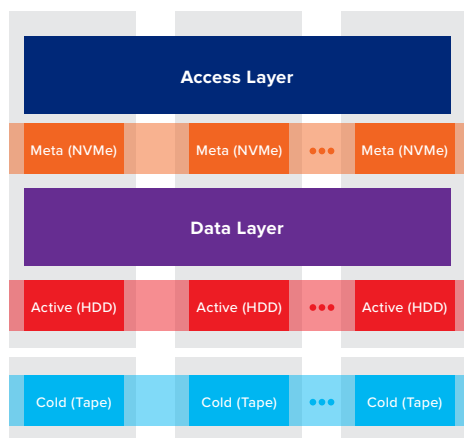 Access Layer
Meta (NVMe) Meta (NVMe) ••• Meta (NVMe)
Data Layer
Active (HDD) Active (HDD) ••• Active (HDD)
Cold (Tape) Cold (Tape) ••• Cold (Tape)